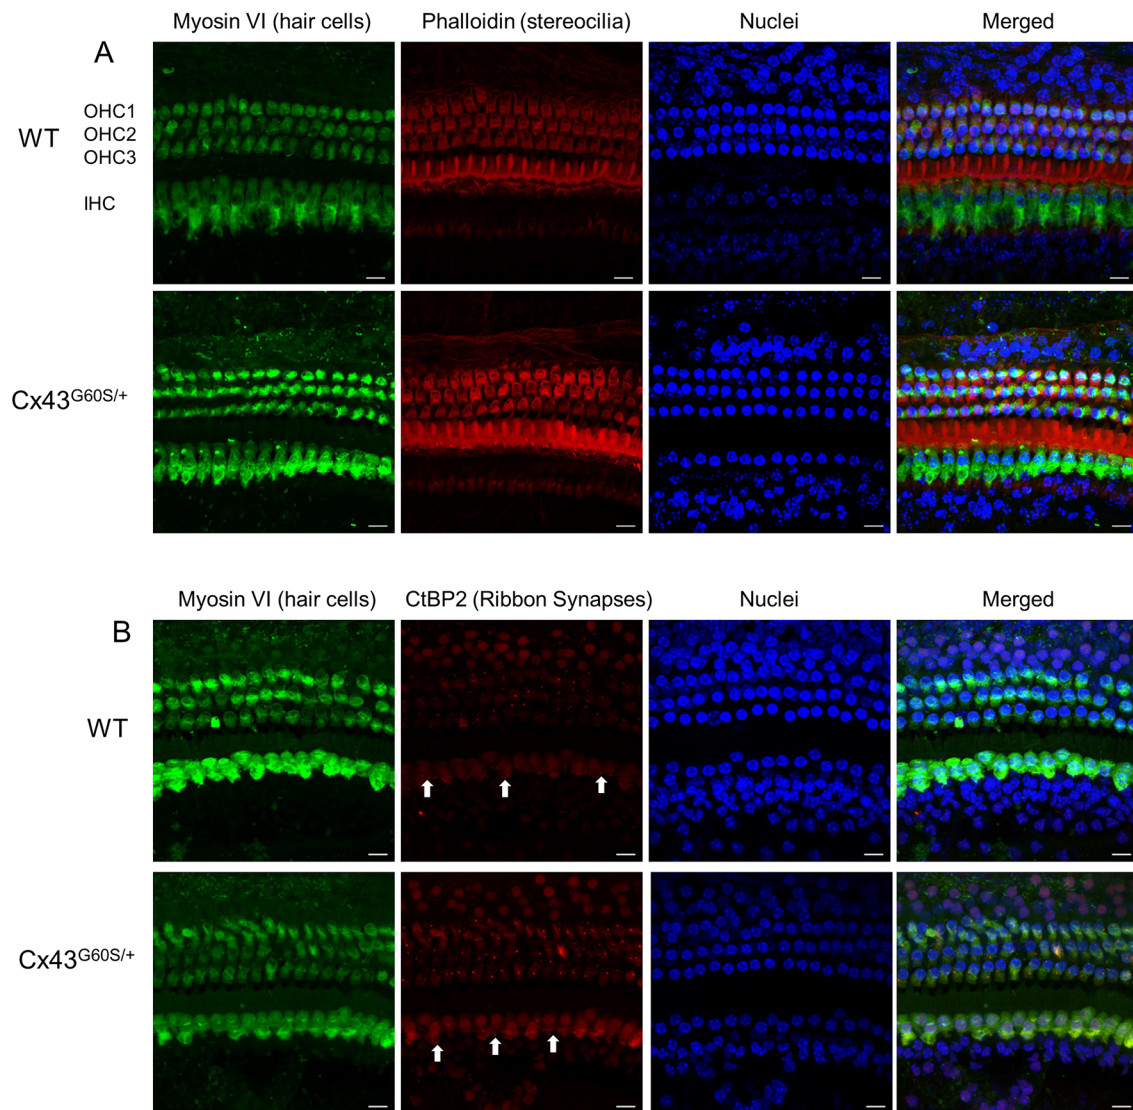 Myosin VI (hair cells) Phalloidin (stereocilia) Nuclei Merged
A
WT
OHC1
OHC2
OHC3
IHC
Cx43G60S/+
Myosin VI (hair cells) CtBP2 (Ribbon Synapses) Nuclei Merged
B
WT
Cx43G60S/+